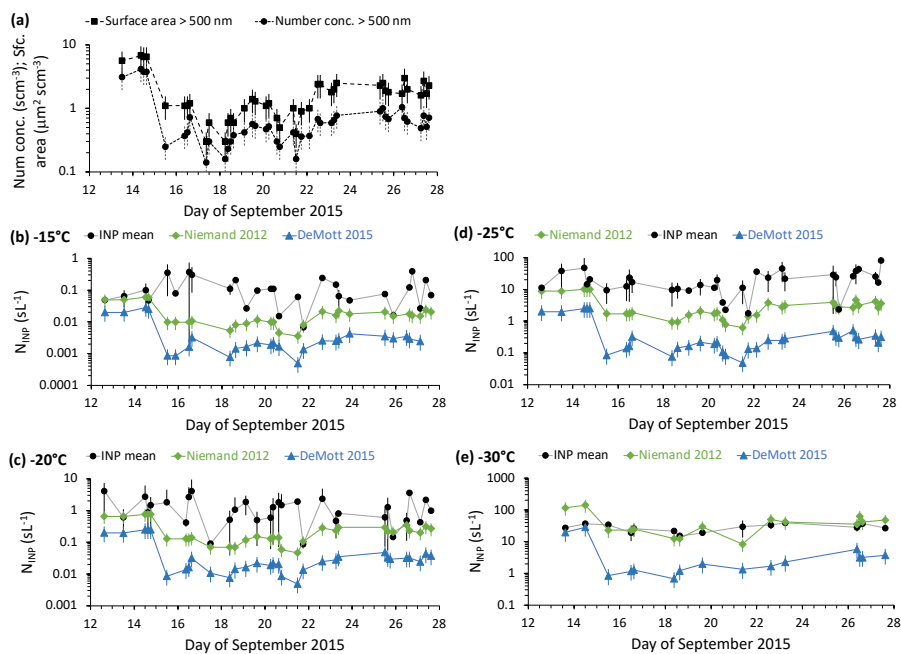 (a)
Surface area > 500 nm Number conc. > 500 nm
Num conc. (scm⁻³); Sfc.
area (μm² scm⁻³)
10
1
0.1
12 14 16 18 20 22 24 26 28
Day of September 2015
(b) -15°C INP mean Niemand 2012 DeMott 2015
N_INP (sL⁻¹)
1
0.1
0.01
0.001
0.0001
12 14 16 18 20 22 24 26 28
Day of September 2015
(d) -25°C INP mean Niemand 2012 DeMott 2015
N_INP (sL⁻¹)
100
10
1
0.1
0.01
12 14 16 18 20 22 24 26 28
Day of September 2015
(c) -20°C INP mean Niemand 2012 DeMott 2015
N_INP (sL⁻¹)
10
1
0.1
0.01
0.001
12 14 16 18 20 22 24 26 28
Day of September 2015
(e) -30°C INP mean Niemand 2012 DeMott 2015
N_INP (sL⁻¹)
1000
100
10
1
0.1
12 14 16 18 20 22 24 26 28
Day of September 2015